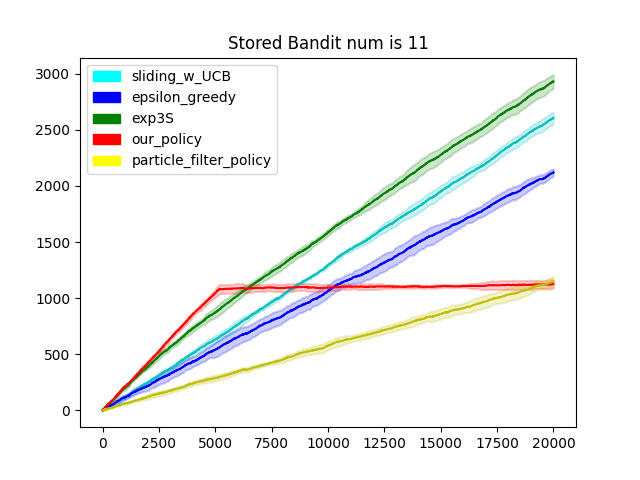 Stored Bandit num is 11
sliding_w_UCB
epsilon_greedy
exp3S
our_policy
particle_filter_policy
3000
2500
2000
1500
1000
500
0
0 2500 5000 7500 10000 12500 15000 17500 20000